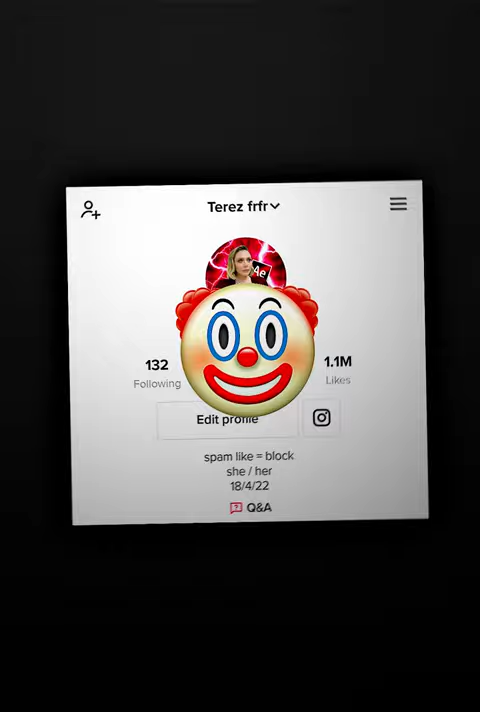 Terez frfr
Ae
132
Following
1.1M
Likes
Edit profile
spam like = block
she / her
18/4/22
Q&A